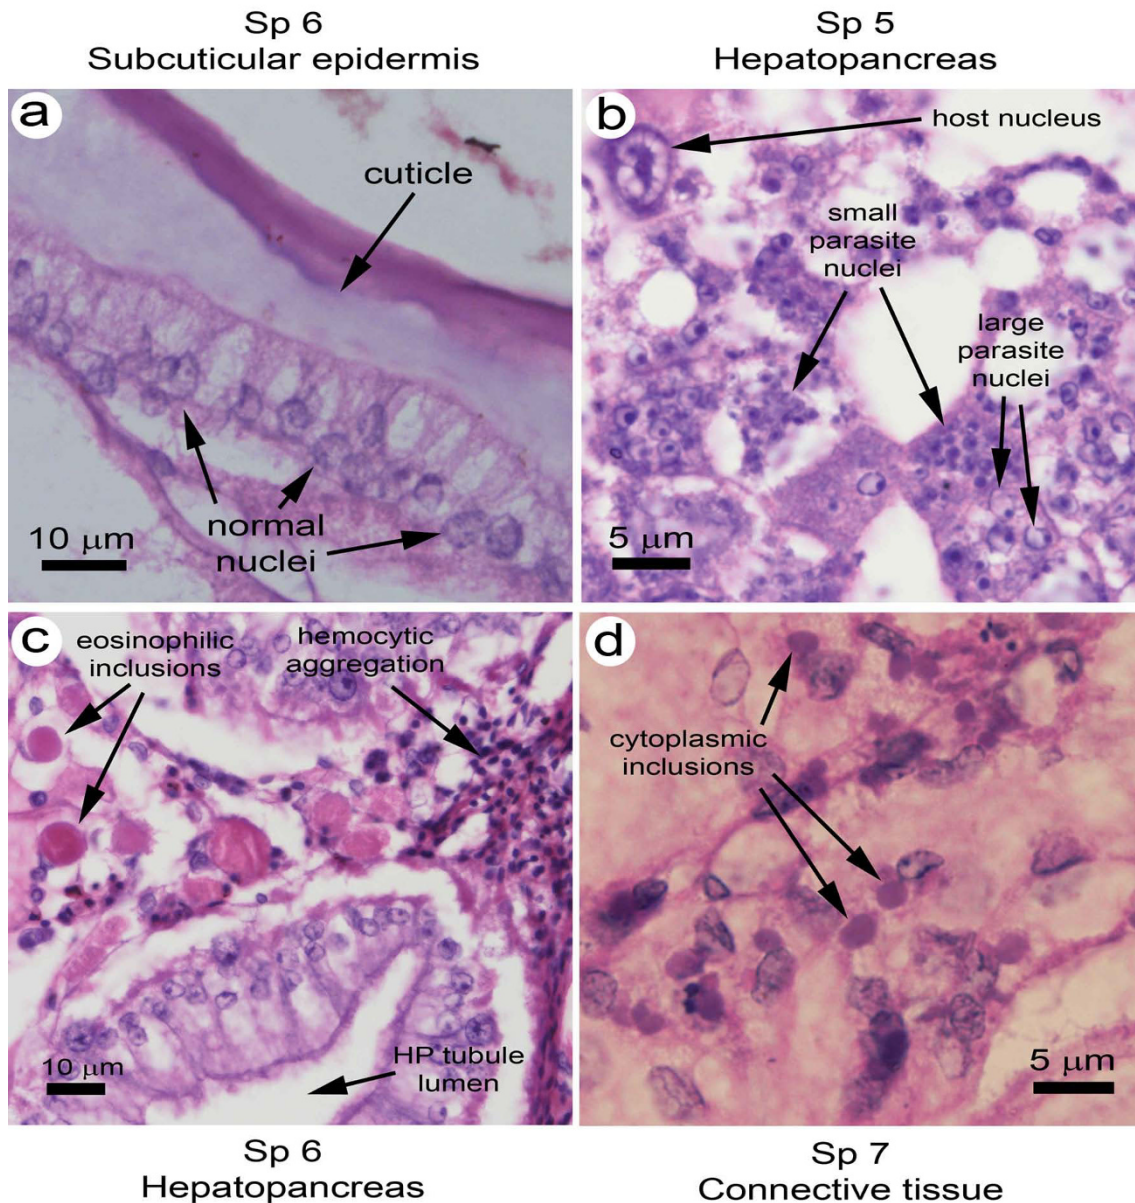 Sp 6
Subcuticular epidermis
Sp 5
Hepatopancreas
a
cuticle
normal
nuclei
10 μm
b
host nucleus
small
parasite
nuclei
large
parasite
nuclei
5 μm
c
eosinophilic
inclusions
hemocytic
aggregation
HP tubule
lumen
10 μm
d
cytoplasmic
inclusions
5 μm
Sp 6
Hepatopancreas
Sp 7
Connective tissue